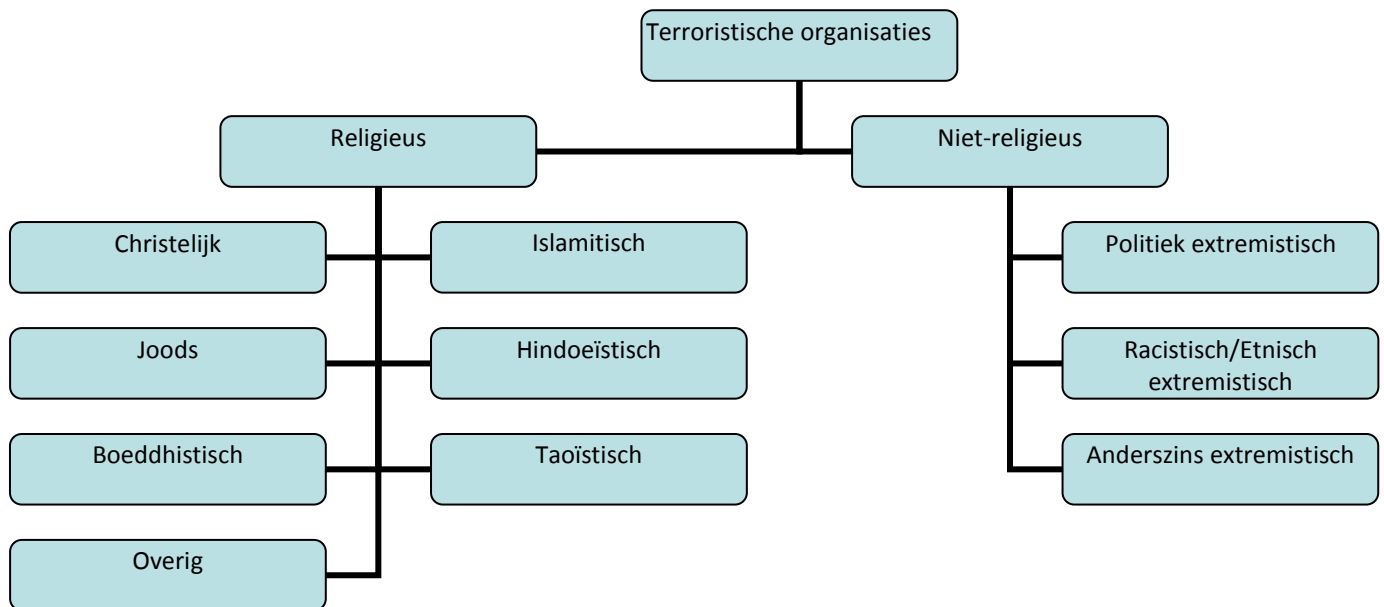 Terroristische organisaties
Religieus
Niet-religieus
Christelijk
Islamitisch
Politiek extremistisch
Joods
Hindoeïstisch
Racistisch/Etnisch
extremistisch
Boeddhistisch
Taoïstisch
Anderszins extremistisch
Overig